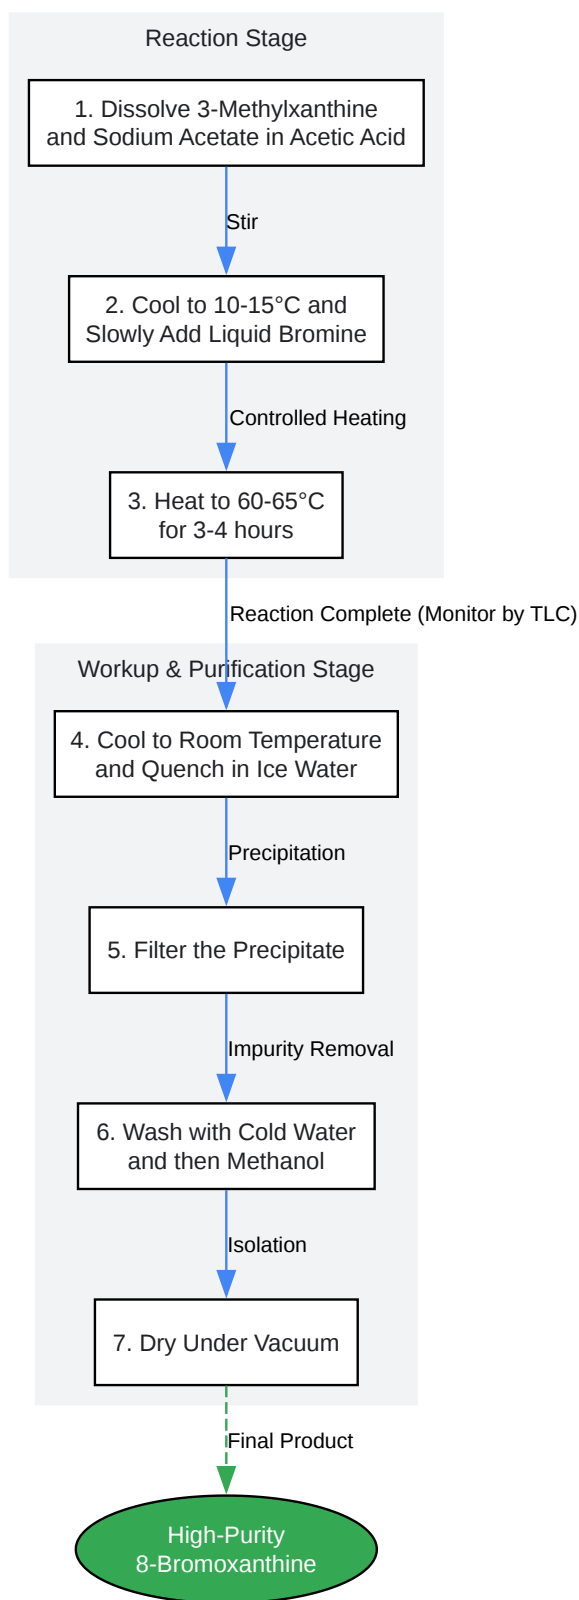 Reaction Stage
1. Dissolve 3-Methylxanthine
and Sodium Acetate in Acetic Acid
Stir
2. Cool to 10-15°C and
Slowly Add Liquid Bromine
Controlled Heating
3. Heat to 60-65°C
for 3-4 hours
Reaction Complete (Monitor by TLC)
Workup & Purification Stage
4. Cool to Room Temperature
and Quench in Ice Water
Precipitation
5. Filter the Precipitate
Impurity Removal
6. Wash with Cold Water
and then Methanol
Isolation
7. Dry Under Vacuum
Final Product
High-Purity
8-Bromoxanthine